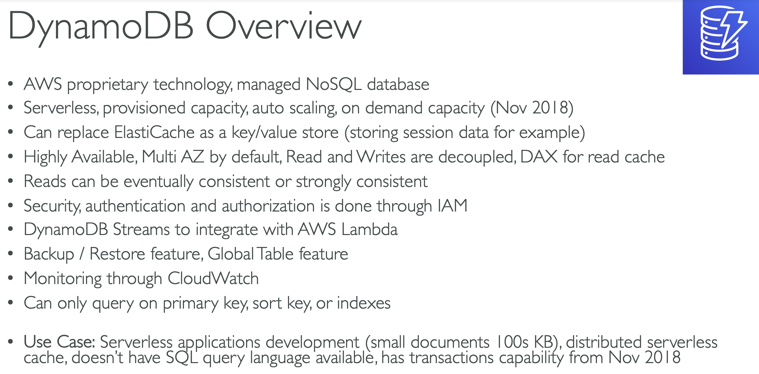 DynamoDB Overview
• AWS proprietary technology, managed NoSQL database
• Serverless, provisioned capacity, auto scaling, on demand capacity (Nov 2018)
• Can replace ElastiCache as a key/value store (storing session data for example)
• Highly Available, Multi AZ by default, Read and Writes are decoupled, DAX for read cache
• Reads can be eventually consistent or strongly consistent
• Security, authentication and authorization is done through IAM
• DynamoDB Streams to integrate with AWS Lambda
• Backup / Restore feature, Global Table feature
• Monitoring through CloudWatch
• Can only query on primary key, sort key, or indexes
• Use Case: Serverless applications development (small documents 100s KB), distributed serverless
cache, doesn't have SQL query language available, has transactions capability from Nov 2018